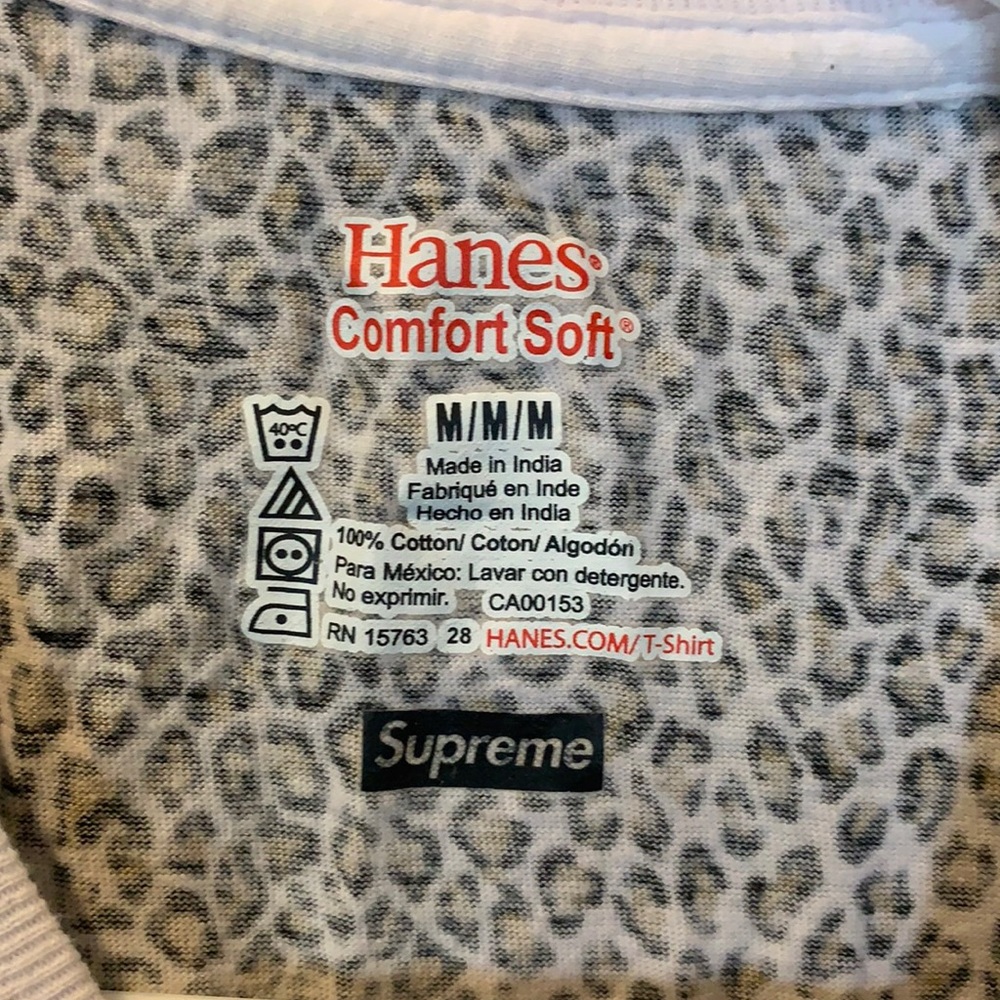 Hanes®
Comfort Soft®
40ºC
M/M/M
Made in India
Fabriqué en Inde
Hecho en India
100% Cotton/ Coton/ Algodón
Para México: Lavar con detergente.
No exprimir. CA00153
RN 15763 28 HANES.COM/T-Shirt
Supreme